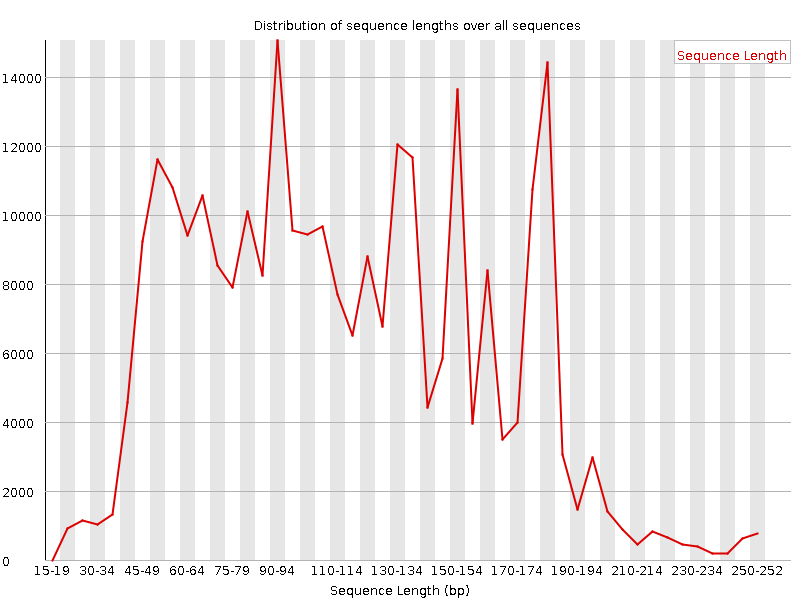 Distribution of sequence lengths over all sequences
Sequence Length
14000
12000
10000
8000
6000
4000
2000
0
15-19 30-34 45-49 60-64 75-79 90-94 110-114 130-134 150-154 170-174 190-194 210-214 230-234 250-252
Sequence Length (bp)